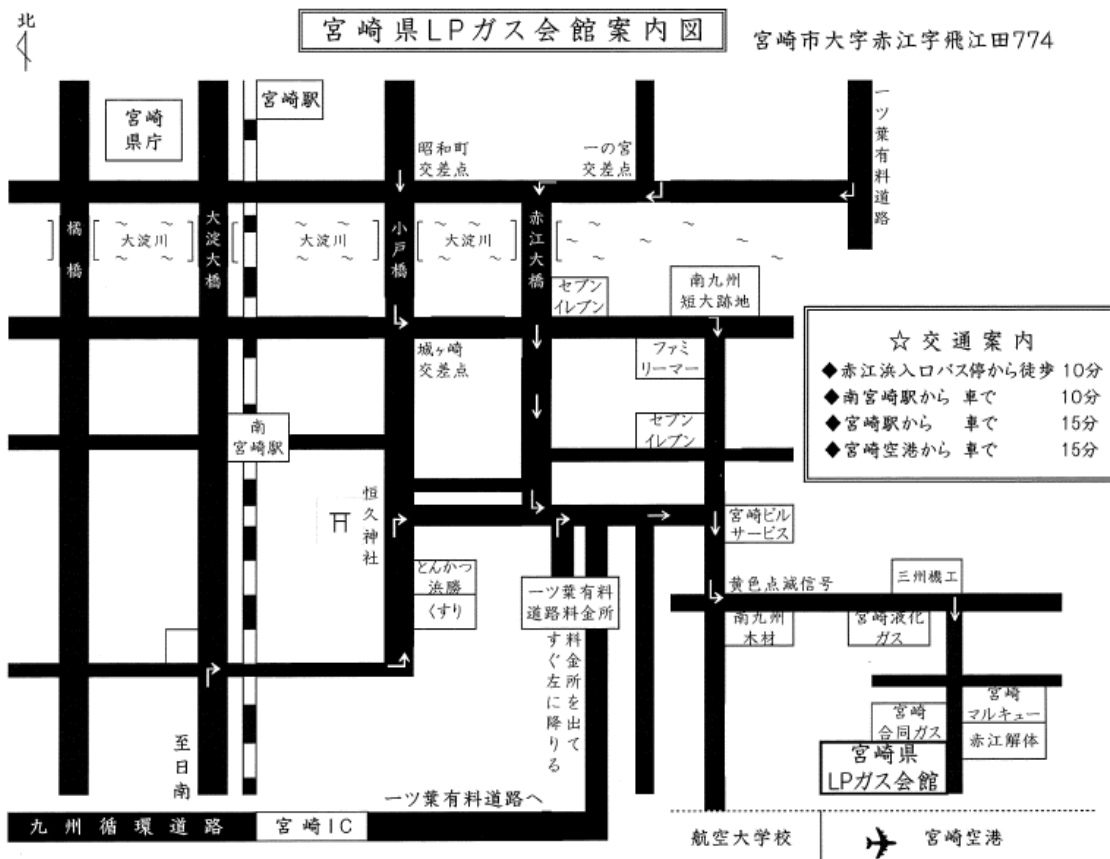 北
宮崎県LPガス会館案内図
宮崎市大字赤江字飛江田774
宮崎
県庁
宮崎駅
昭和町
交差点
一の宮
交差点
一ツ葉有料道路
橘橋
大淀川
大淀大橋
大淀川
小戸橋
大淀川
赤江大橋
セブン
イレブン
南九州
短大跡地
城ヶ崎
交差点
ファミ
リーマー
☆交通案内
◆赤江浜入口バス停から徒歩 10分
◆南宮崎駅から 車で 10分
◆宮崎駅から 車で 15分
◆宮崎空港から 車で 15分
南
宮崎駅
セブン
イレブン
恒久神社
宮崎ビル
サービス
とんかつ
浜勝
くすり
一ツ葉有料
道路料金所
黄色点滅信号
三州機工
南九州
木材
宮崎液化
ガス
料金所を出て
すぐ左に降りる
宮崎
合同ガス
宮崎
マルキュー
赤江解体
宮崎県
LPガス会館
至日南
一ツ葉有料道路へ
九州循環道路
宮崎IC
航空大学校
宮崎空港